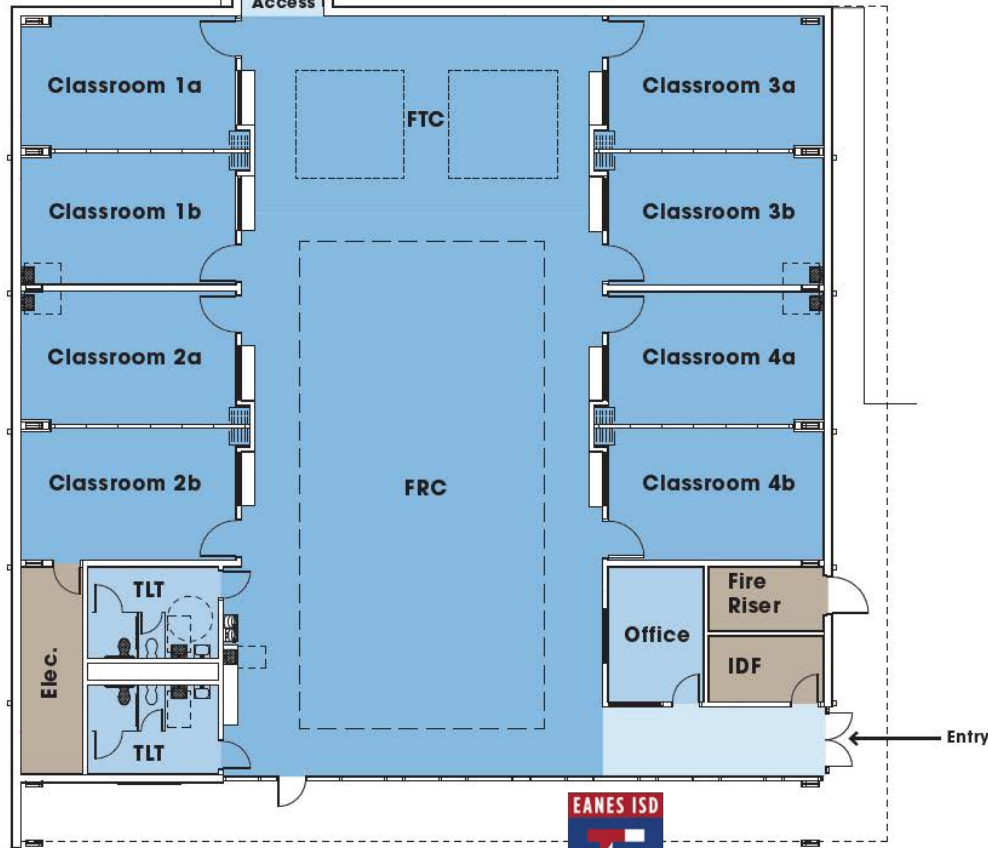 Access
Classroom 1a
Classroom 3a
FTC
Classroom 1b
Classroom 3b
Classroom 2a
Classroom 4a
Classroom 2b
FRC
Classroom 4b
TLT
Fire
Riser
Office
Elec.
IDF
TLT
Entry
EANES ISD